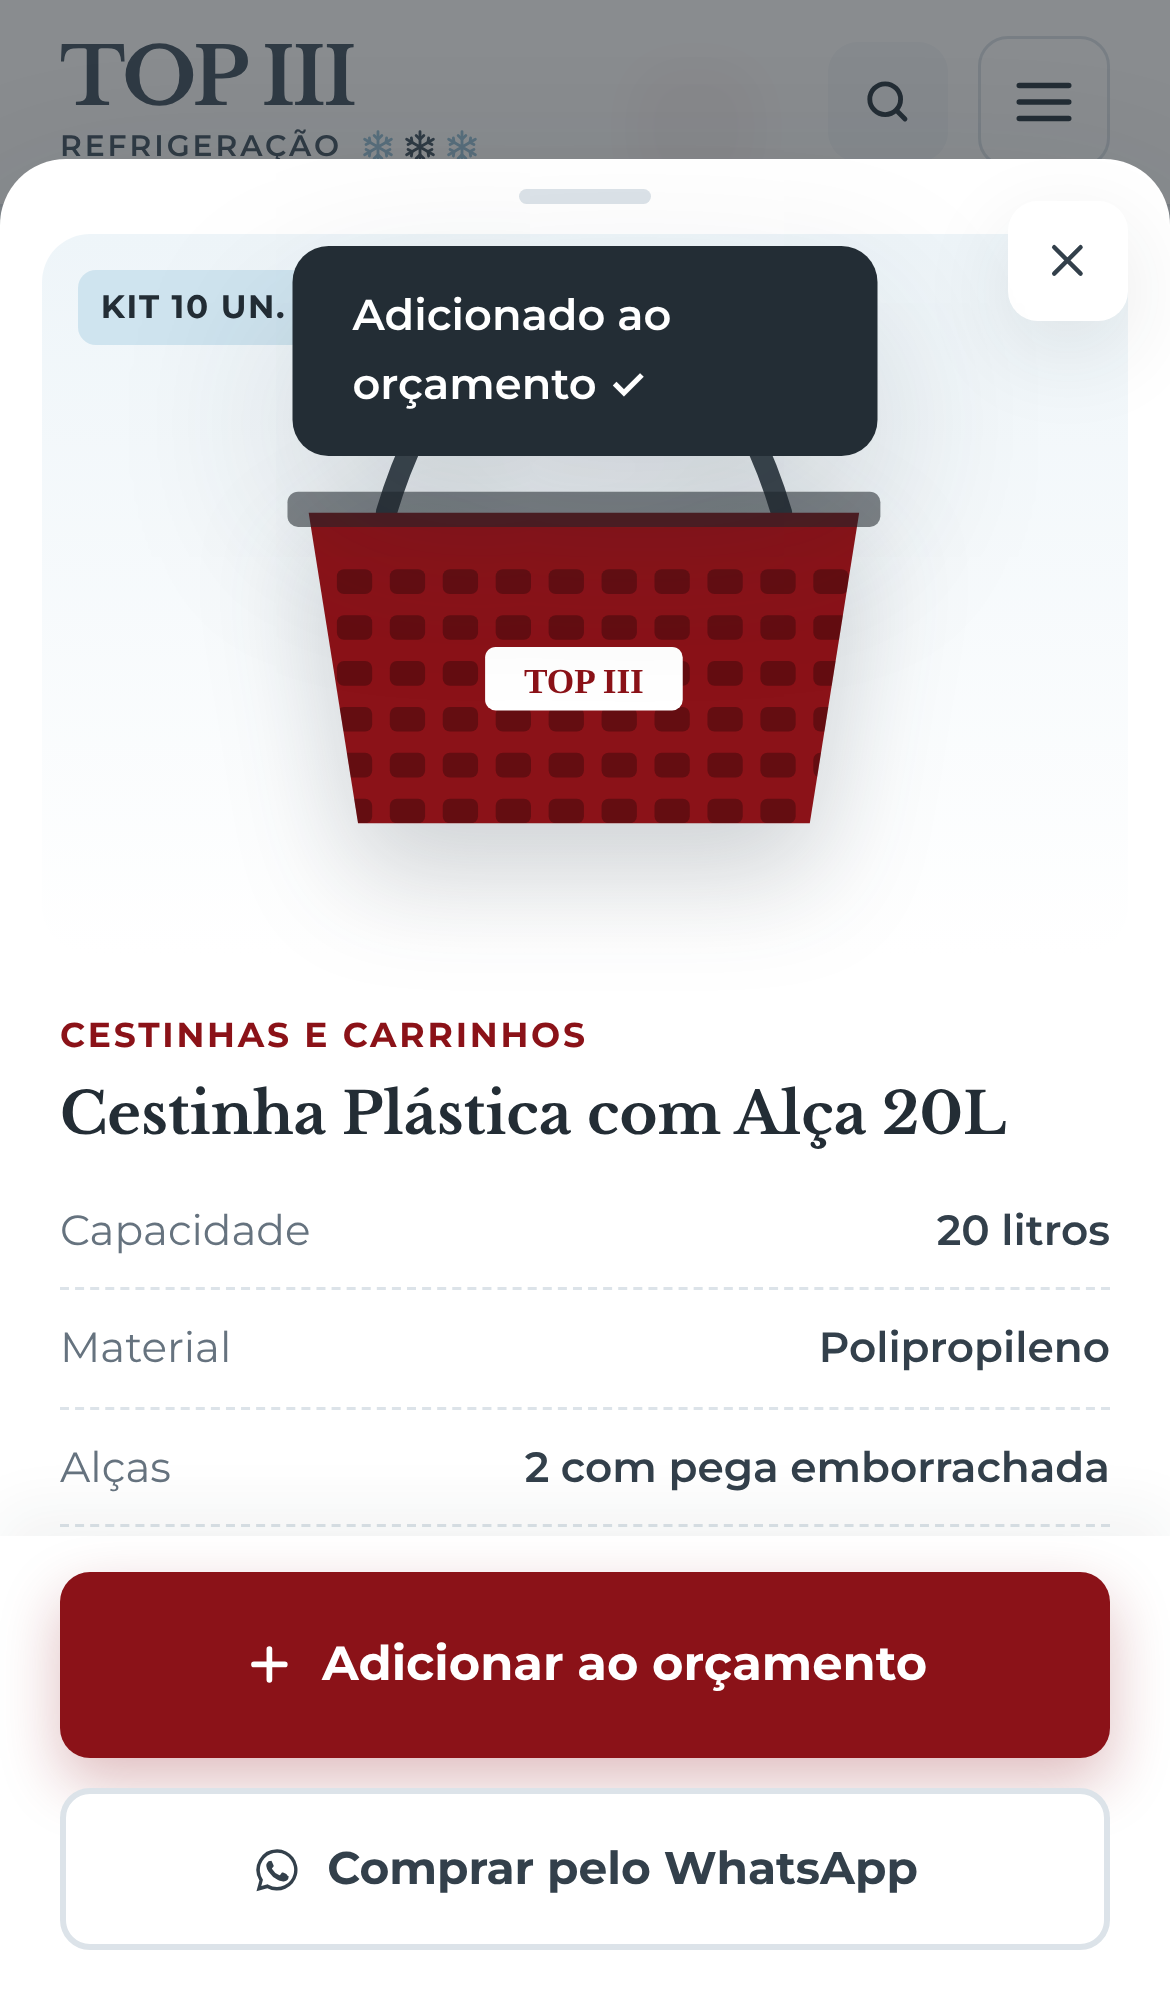 TOP III
REFRIGERAÇÃO ❄❄❄
KIT 10 UN.
Adicionado ao
orçamento ✓
TOP III
CESTINHAS E CARRINHOS
Cestinha Plástica com Alça 20L
Capacidade 20 litros
Material Polipropileno
Alças 2 com pega emborrachada
+ Adicionar ao orçamento
Comprar pelo WhatsApp